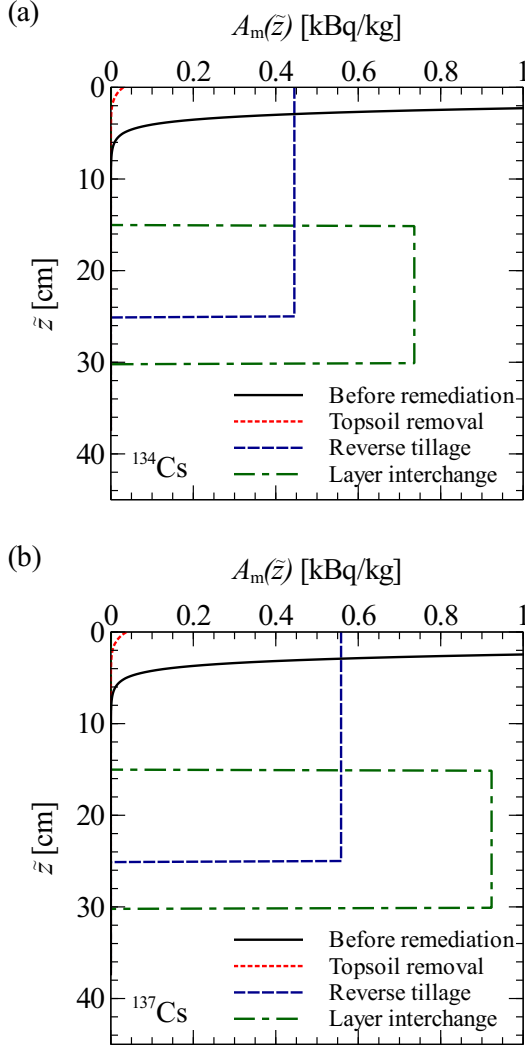 (a)
A_m(z̃) [kBq/kg]
0 0.2 0.4 0.6 0.8 1
0
10
20
30
40
z̃ [cm]
Before remediation
Topsoil removal
Reverse tillage
Layer interchange
¹³⁴Cs
(b)
A_m(z̃) [kBq/kg]
0 0.2 0.4 0.6 0.8 1
0
10
20
30
40
z̃ [cm]
Before remediation
Topsoil removal
Reverse tillage
Layer interchange
¹³⁷Cs